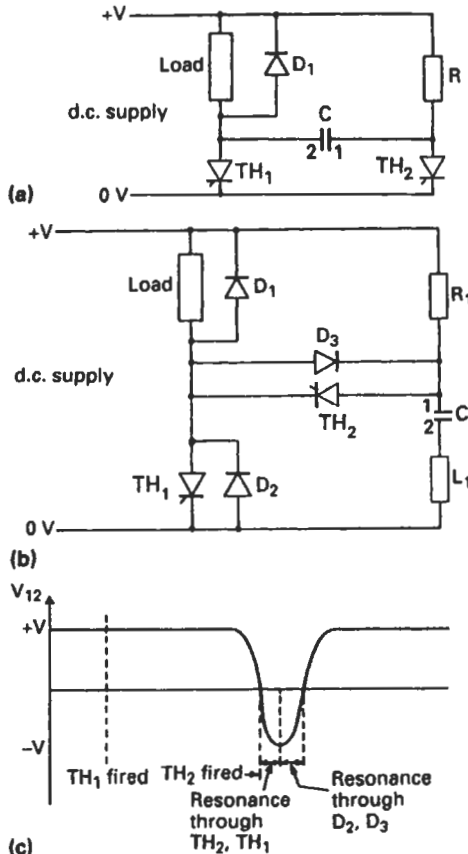 +V
Load
D1
R
d.c. supply
C
2 1
TH1
TH2
(a)
0 V
+V
Load
D1
R1
D3
d.c. supply
TH2
1
2
C
TH1
D2
L1
0 V
(b)
V12
+V
−V
TH1 fired
TH2 fired
Resonance
through
TH2, TH1
Resonance
through
D2, D3
(c)